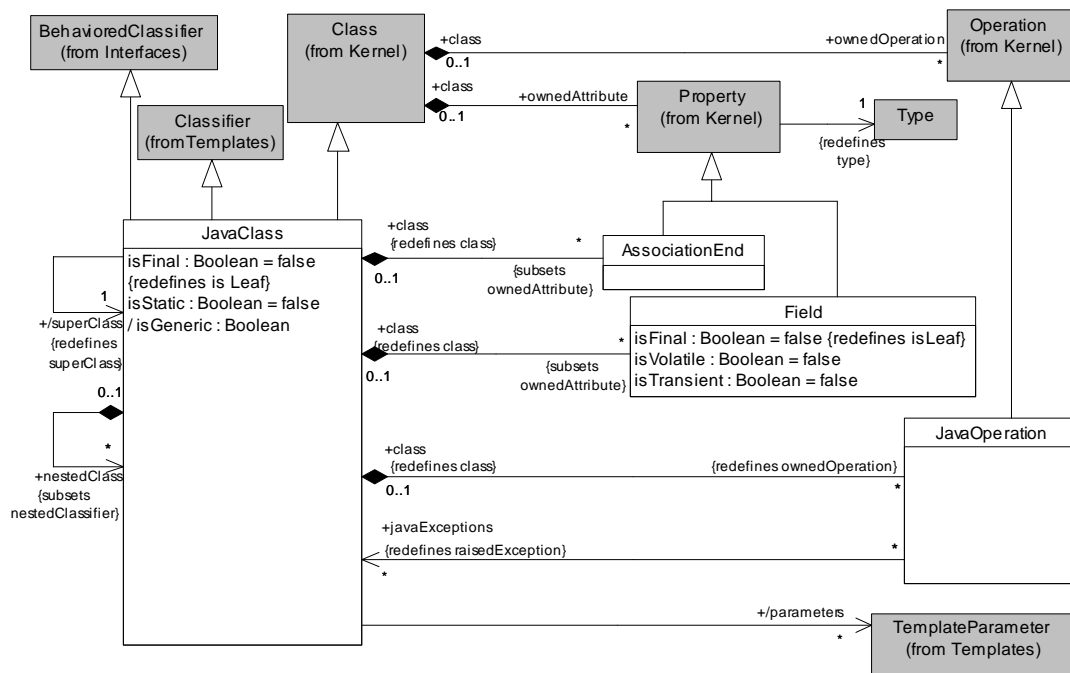 BehavioredClassifier
(from Interfaces)
Class
(from Kernel)
+class
0..1
+ownedOperation
*
Operation
(from Kernel)
+class
0..1
+ownedAttribute
*
Property
(from Kernel)
1
{redefines
type}
Type
Classifier
(fromTemplates)
JavaClass
isFinal : Boolean = false
{redefines is Leaf}
isStatic : Boolean = false
/ isGeneric : Boolean
1
+/superClass
{redefines
superClass}
0..1
*
+nestedClass
{subsets
nestedClassifier}
+class
{redefines class}
0..1
*
{subsets
ownedAttribute}
AssociationEnd
+class
{redefines class}
0..1
*
{subsets
ownedAttribute}
Field
isFinal : Boolean = false {redefines isLeaf}
isVolatile : Boolean = false
isTransient : Boolean = false
+class
{redefines class}
0..1
{redefines ownedOperation}
*
JavaOperation
+javaExceptions
{redefines raisedException}
*
*
+/parameters
*
TemplateParameter
(from Templates)